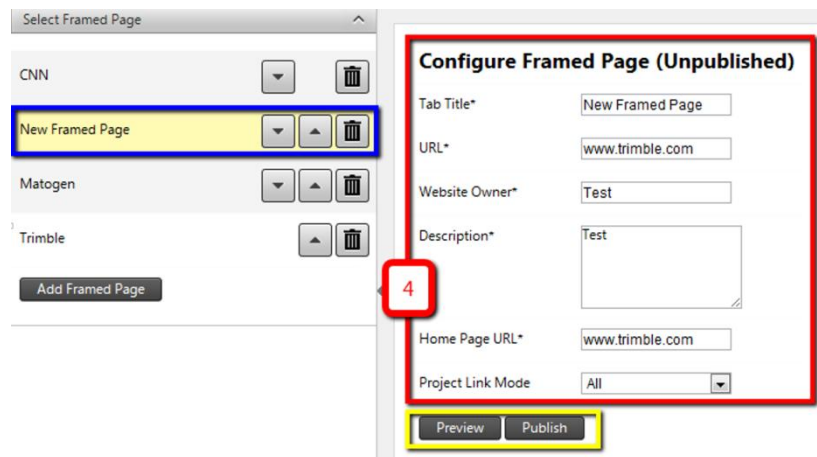 Select Framed Page
CNN
New Framed Page
Matogen
Trimble
Add Framed Page
4
Configure Framed Page (Unpublished)
Tab Title* New Framed Page
URL* www.trimble.com
Website Owner* Test
Description* Test
Home Page URL* www.trimble.com
Project Link Mode All
Preview Publish